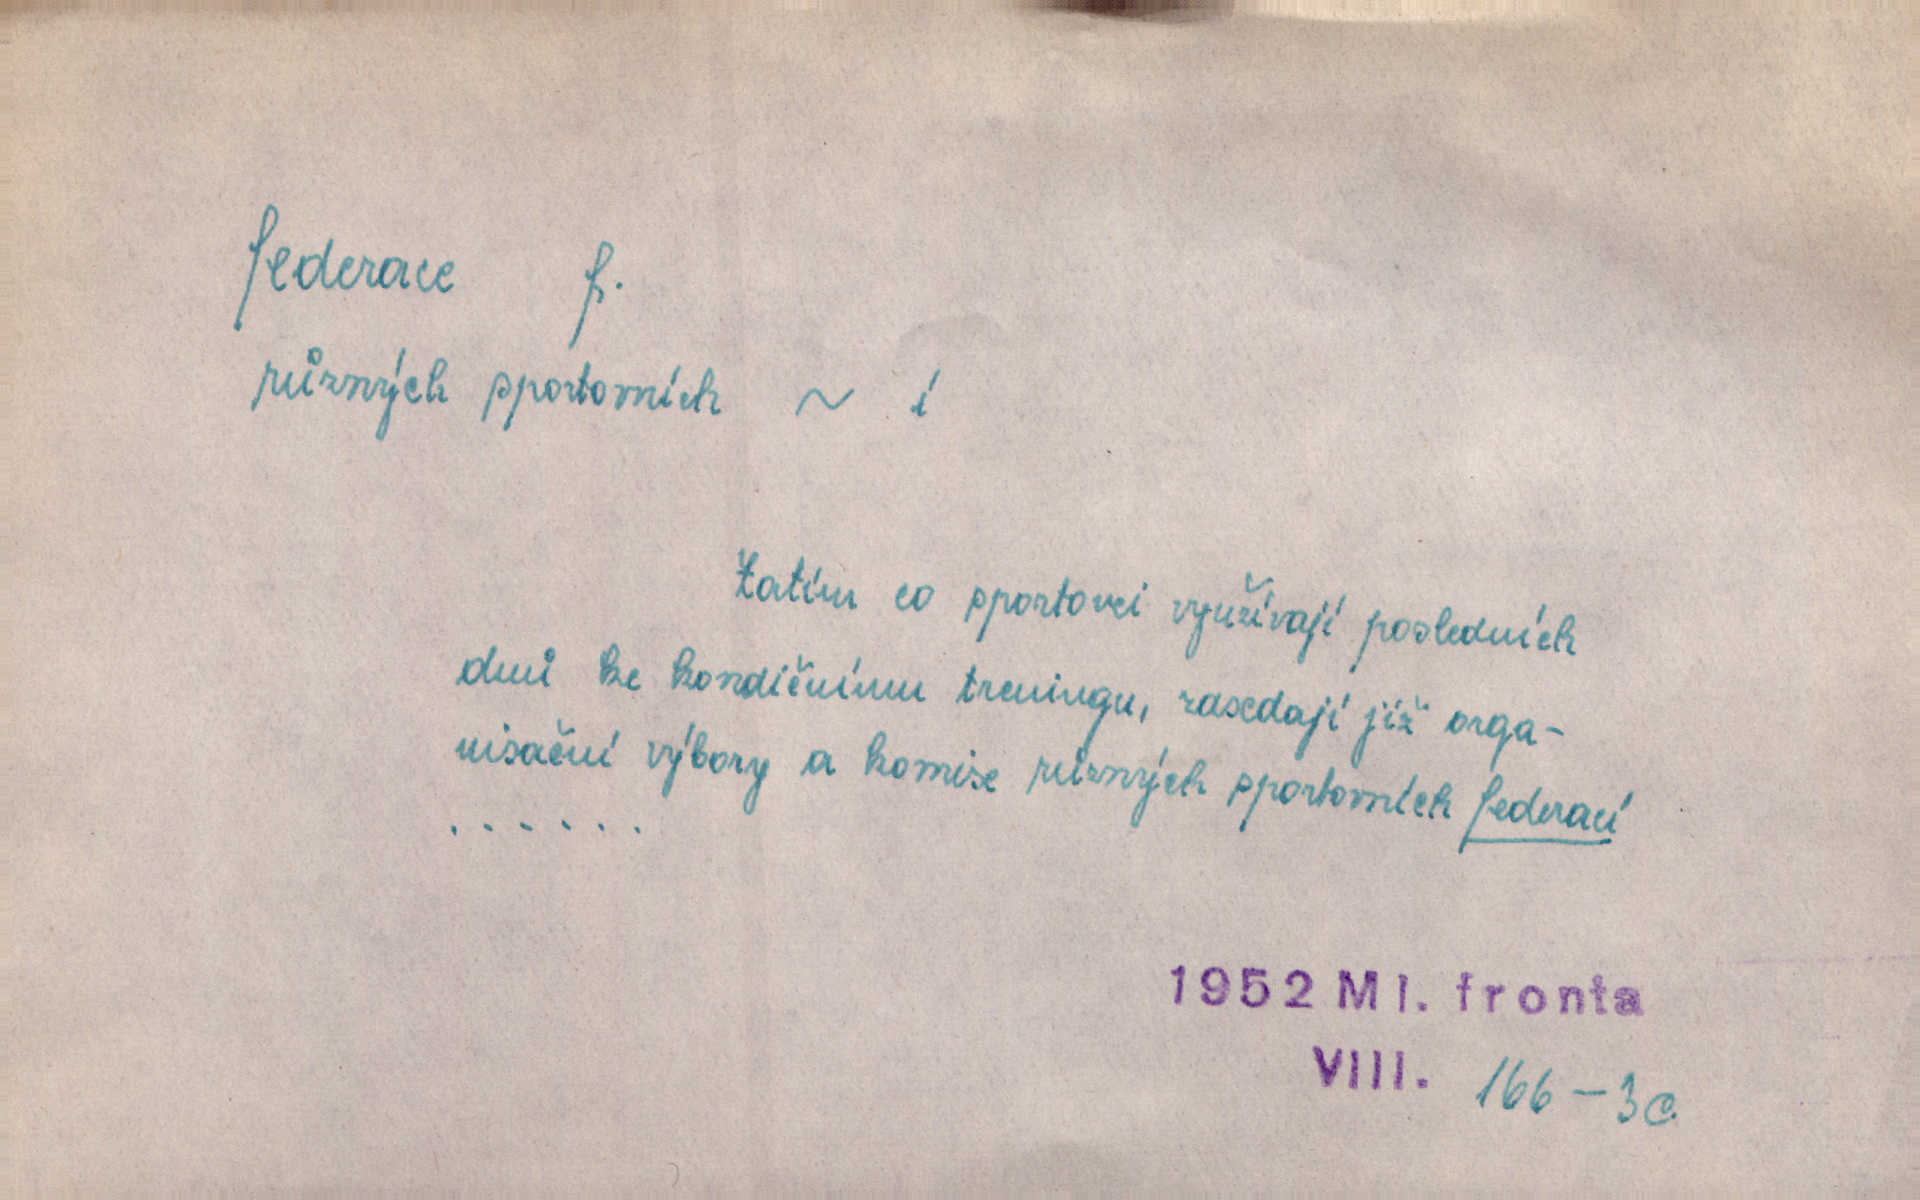 federace f.
různých sportovních ~ í
Zatím co sportovci využívají posledních
dnů ke kondičnímu treningu, zasedají již orga-
nisační výbory a komise různých sportovních federací
. . . . . .
1952 Ml. fronta
VIII. 166-3c